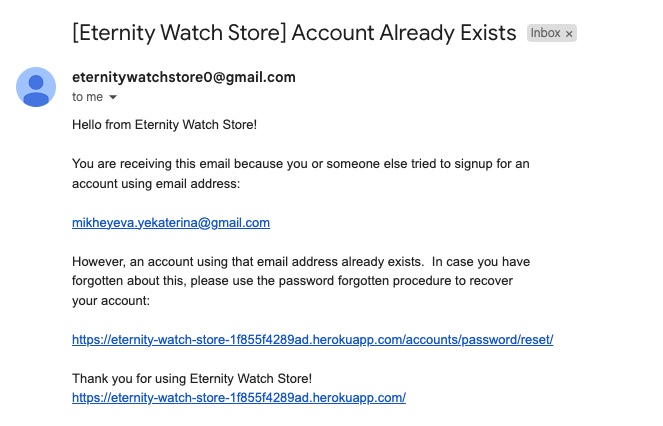 [Eternity Watch Store] Account Already Exists Inbox ×
eternitywatchstore0@gmail.com
to me
Hello from Eternity Watch Store!
You are receiving this email because you or someone else tried to signup for an
account using email address:
mikheyeva.yekaterina@gmail.com
However, an account using that email address already exists.  In case you have
forgotten about this, please use the password forgotten procedure to recover
your account:
https://eternity-watch-store-1f855f4289ad.herokuapp.com/accounts/password/reset/
Thank you for using Eternity Watch Store!
https://eternity-watch-store-1f855f4289ad.herokuapp.com/